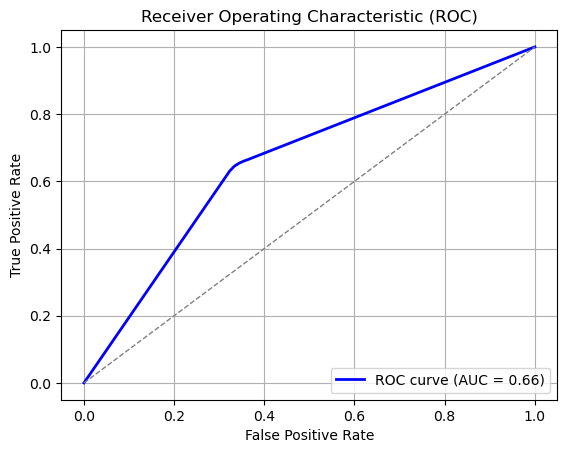 Receiver Operating Characteristic (ROC)
True Positive Rate
1.0
0.8
0.6
0.4
0.2
0.0
ROC curve (AUC = 0.66)
0.0 0.2 0.4 0.6 0.8 1.0
False Positive Rate